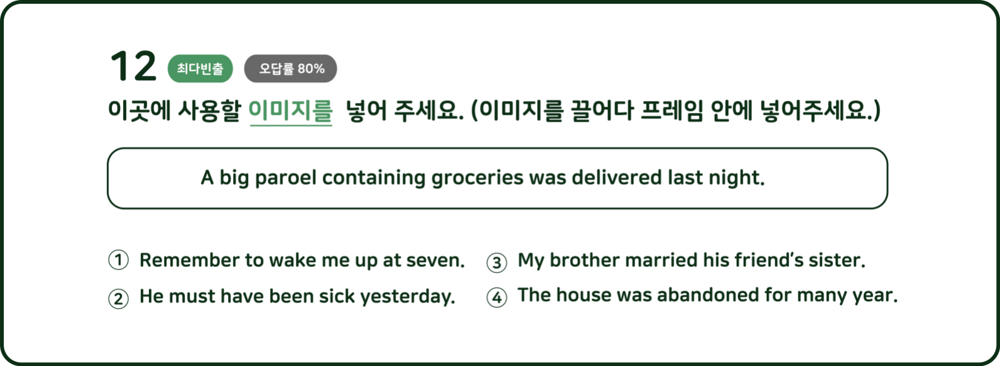 12 최다빈출 오답률 80%
이곳에 사용할 이미지를 넣어 주세요. (이미지를 끌어다 프레임 안에 넣어주세요.)
A big paroel containing groceries was delivered last night.
① Remember to wake me up at seven.
② He must have been sick yesterday.
③ My brother married his friend's sister.
④ The house was abandoned for many year.